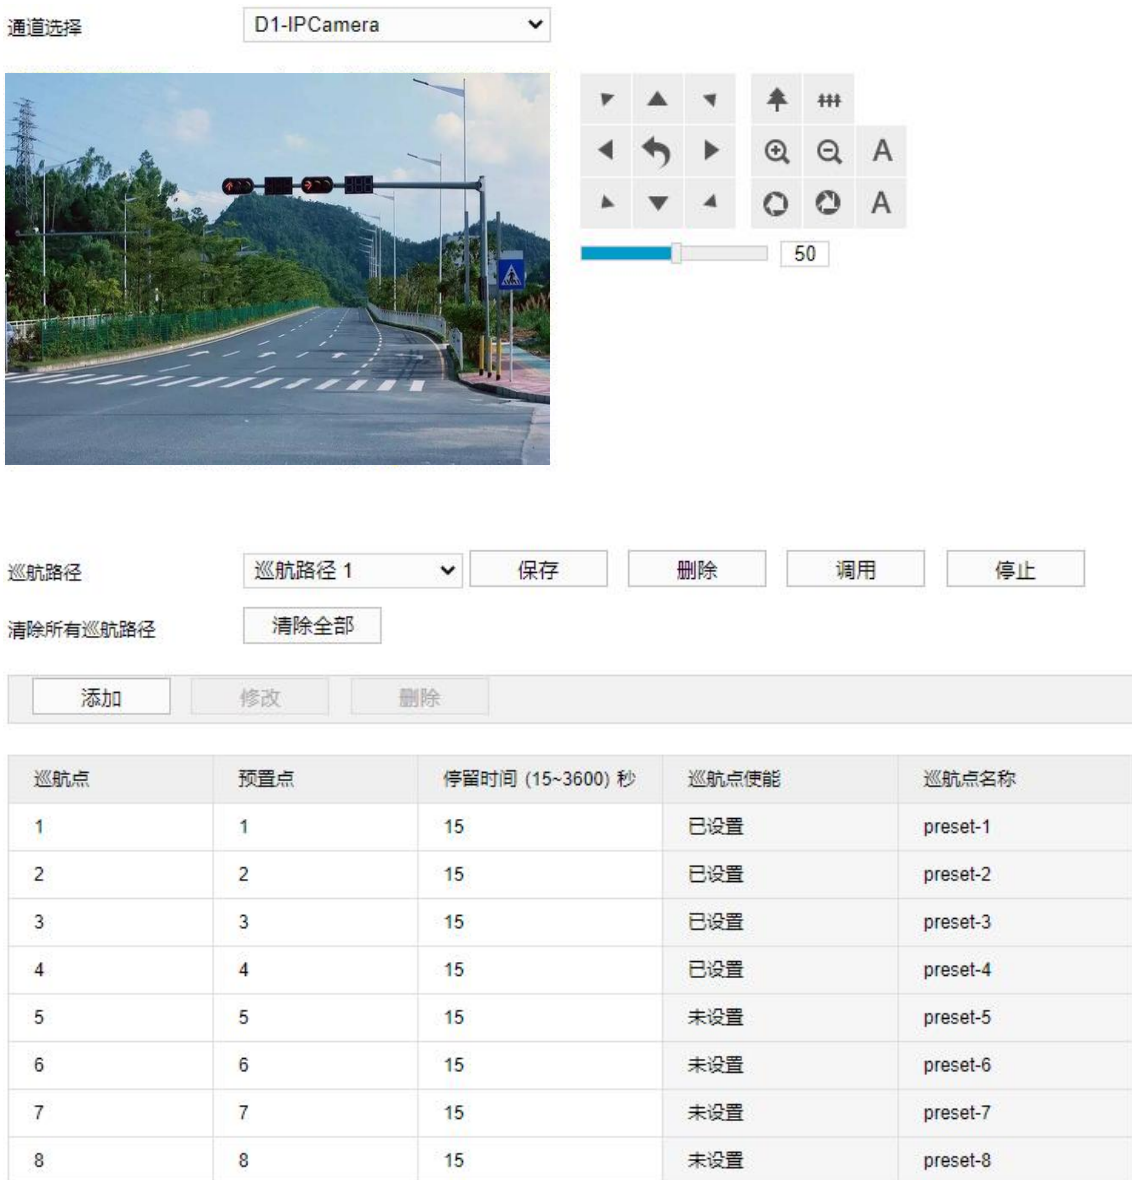 通道选择 D1-IPCamera
A
A
50
巡航路径 巡航路径 1 保存 删除 调用 停止
清除所有巡航路径 清除全部
添加 修改 删除
巡航点 预置点 停留时间 (15~3600) 秒 巡航点使能 巡航点名称
1 1 15 已设置 preset-1
2 2 15 已设置 preset-2
3 3 15 已设置 preset-3
4 4 15 已设置 preset-4
5 5 15 未设置 preset-5
6 6 15 未设置 preset-6
7 7 15 未设置 preset-7
8 8 15 未设置 preset-8